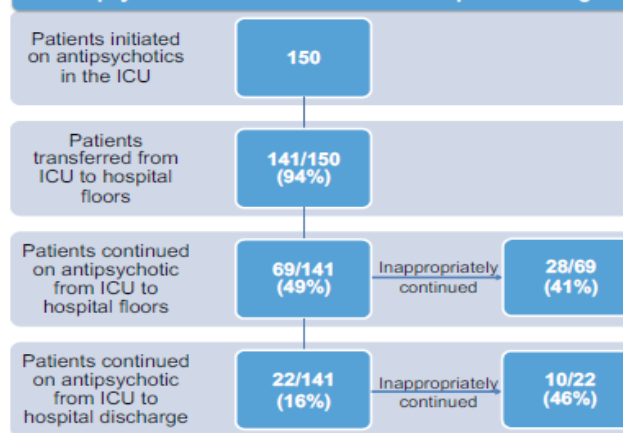 Patients initiated
on antipsychotics
in the ICU
150
Patients
transferred from
ICU to hospital
floors
141/150
(94%)
Patients continued
on antipsychotic
from ICU to
hospital floors
69/141
(49%)
Inappropriately
continued
28/69
(41%)
Patients continued
on antipsychotic
from ICU to
hospital discharge
22/141
(16%)
Inappropriately
continued
10/22
(46%)